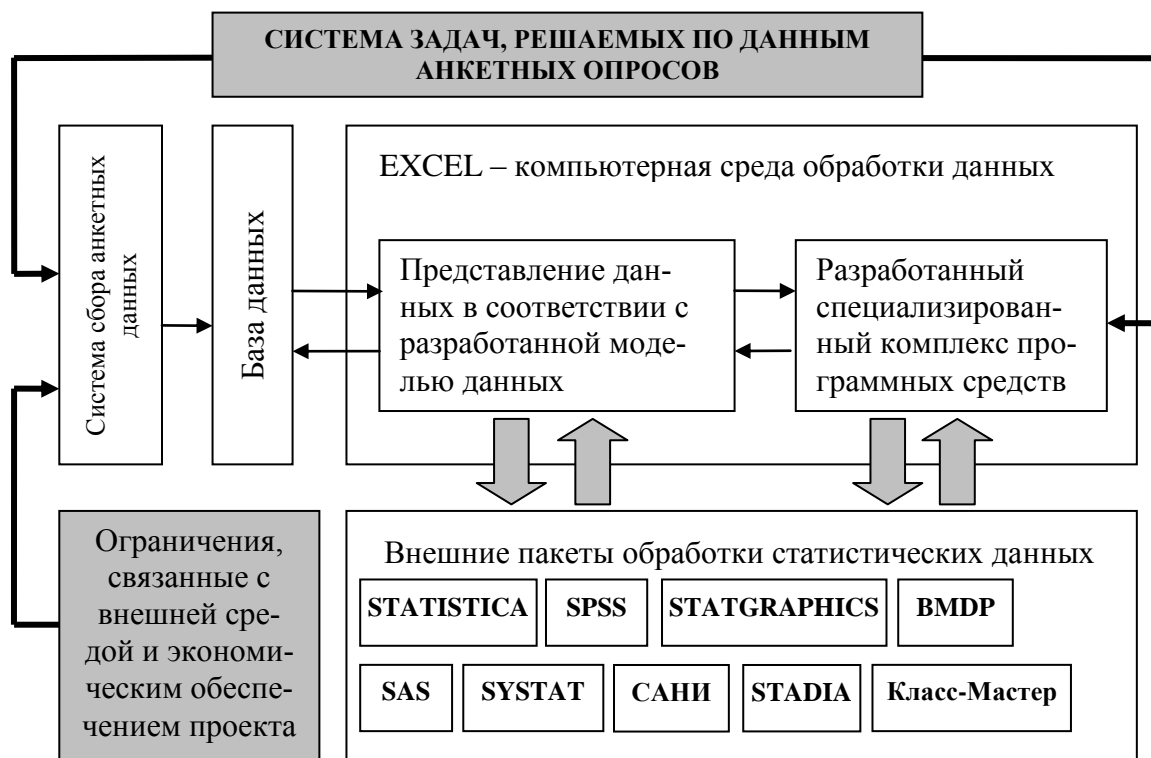 СИСТЕМА ЗАДАЧ, РЕШАЕМЫХ ПО ДАННЫМ
АНКЕТНЫХ ОПРОСОВ
Система сбора анкетных
данных
База данных
EXCEL – компьютерная среда обработки данных
Представление дан-
ных в соответствии с
разработанной моде-
лью данных
Разработанный
специализирован-
ный комплекс про-
граммных средств
Ограничения,
связанные с
внешней сре-
дой и экономи-
ческим обеспе-
чением проекта
Внешние пакеты обработки статистических данных
STATISTICA
SPSS
STATGRAPHICS
BMDP
SAS
SYSTAT
САНИ
STADIA
Класс-Мастер